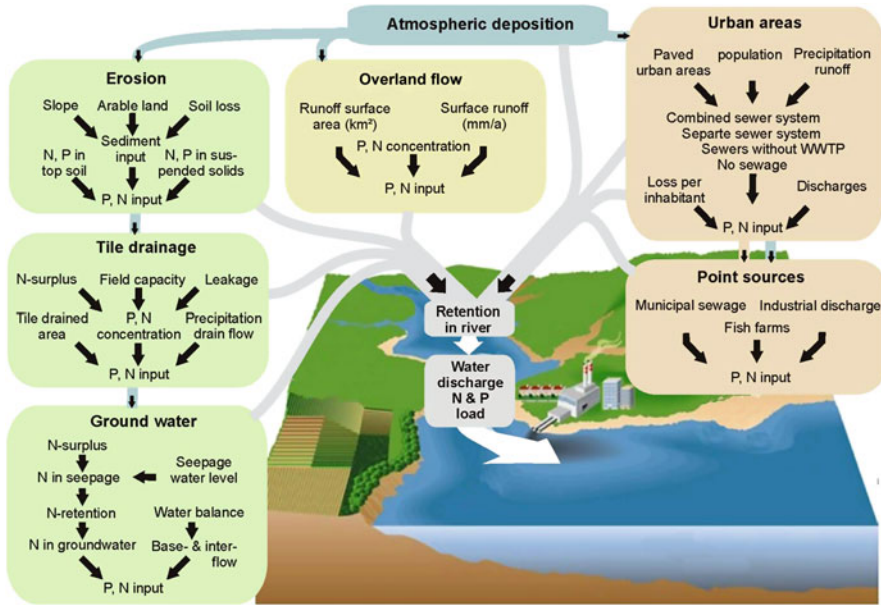 Atmospheric deposition
Erosion
Slope
Arable land
Soil loss
Sediment
input
N, P in
top soil
N, P in sus-
pended solids
P, N input
Overland flow
Runoff surface
area (km²)
Surface runoff
(mm/a)
P, N concentration
P, N input
Urban areas
Paved
urban areas
population
Precipitation
runoff
Combined sewer system
Separte sewer system
Sewers without WWTP
No sewage
Loss per
inhabitant
Discharges
P, N input
Tile drainage
N-surplus
Field capacity
Leakage
Tile drained
area
P, N
concentration
Precipitation
drain flow
P, N input
Point sources
Municipal sewage
Industrial discharge
Fish farms
P, N input
Retention
in river
Water
discharge
N & P
load
Ground water
N-surplus
N in seepage
Seepage
water level
N-retention
Water balance
N in groundwater
Base- & inter-
flow
P, N input